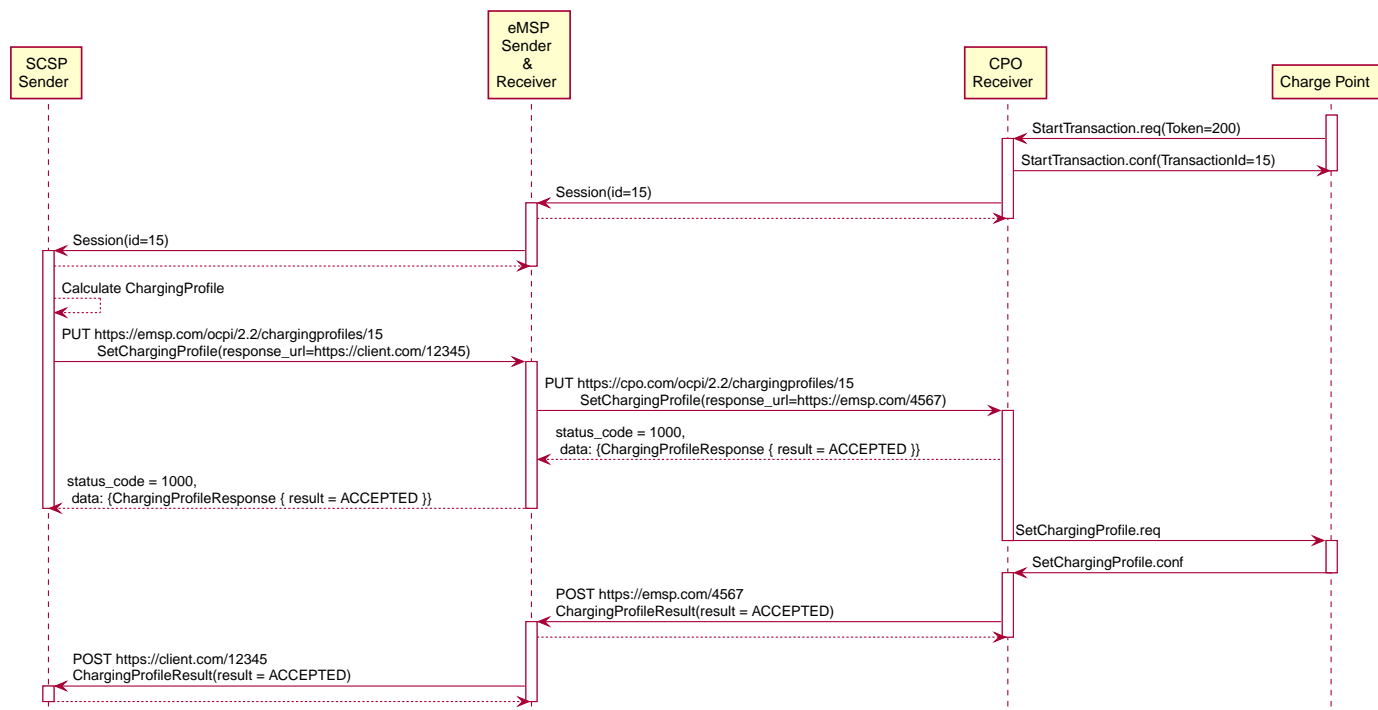 eMSP
Sender
&
Receiver
SCSP
Sender
CPO
Receiver
Charge Point
StartTransaction.req(Token=200)
StartTransaction.conf(TransactionId=15)
Session(id=15)
Session(id=15)
Calculate ChargingProfile
PUT https://emsp.com/ocpi/2.2/chargingprofiles/15
SetChargingProfile(response_url=https://client.com/12345)
PUT https://cpo.com/ocpi/2.2/chargingprofiles/15
SetChargingProfile(response_url=https://emsp.com/4567)
status_code = 1000,
data: {ChargingProfileResponse { result = ACCEPTED }}
status_code = 1000,
data: {ChargingProfileResponse { result = ACCEPTED }}
SetChargingProfile.req
SetChargingProfile.conf
POST https://emsp.com/4567
ChargingProfileResult(result = ACCEPTED)
POST https://client.com/12345
ChargingProfileResult(result = ACCEPTED)